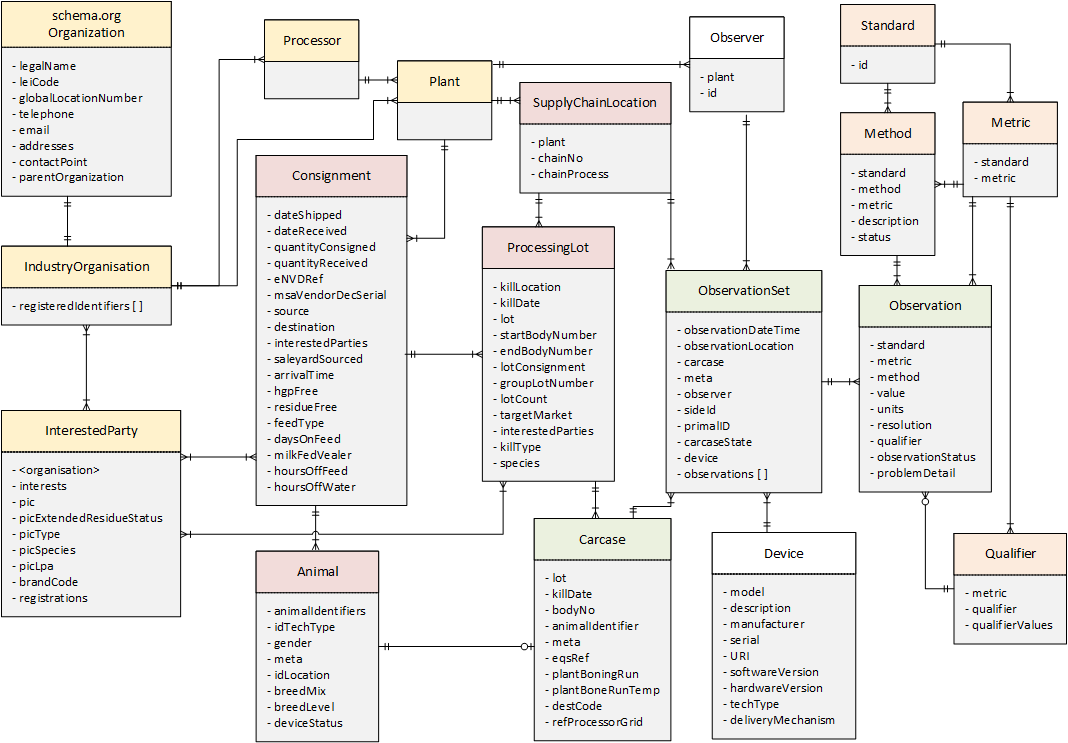 schema.org
Organization
- legalName
- leiCode
- globalLocationNumber
- telephone
- email
- addresses
- contactPoint
- parentOrganization
Processor
Plant
Observer
- plant
- id
Standard
- id
SupplyChainLocation
- plant
- chainNo
- chainProcess
Method
- standard
- method
- metric
- description
- status
Metric
- standard
- metric
Consignment
- dateShipped
- dateReceived
- quantityConsigned
- quantityReceived
- eNVDRef
- msaVendorDecSerial
- source
- destination
- interestedParties
- saleyardSourced
- arrivalTime
- hgpFree
- residueFree
- feedType
- daysOnFeed
- milkFedVealer
- hoursOffFeed
- hoursOffWater
IndustryOrganisation
- registeredIdentifiers [ ]
ProcessingLot
- killLocation
- killDate
- lot
- startBodyNumber
- endBodyNumber
- lotConsignment
- groupLotNumber
- lotCount
- targetMarket
- interestedParties
- killType
- species
ObservationSet
- observationDateTime
- observationLocation
- carcase
- meta
- observer
- sideId
- primalID
- carcaseState
- device
- observations [ ]
Observation
- standard
- metric
- method
- value
- units
- resolution
- qualifier
- observationStatus
- problemDetail
InterestedParty
- <organisation>
- interests
- pic
- picExtendedResidueStatus
- picType
- picSpecies
- picLpa
- brandCode
- registrations
Animal
- animalIdentifiers
- idTechType
- gender
- meta
- idLocation
- breedMix
- breedLevel
- deviceStatus
Carcase
- lot
- killDate
- bodyNo
- animalIdentifier
- meta
- eqsRef
- plantBoningRun
- plantBoneRunTemp
- destCode
- refProcessorGrid
Device
- model
- description
- manufacturer
- serial
- URI
- softwareVersion
- hardwareVersion
- techType
- deliveryMechanism
Qualifier
- metric
- qualifier
- qualifierValues